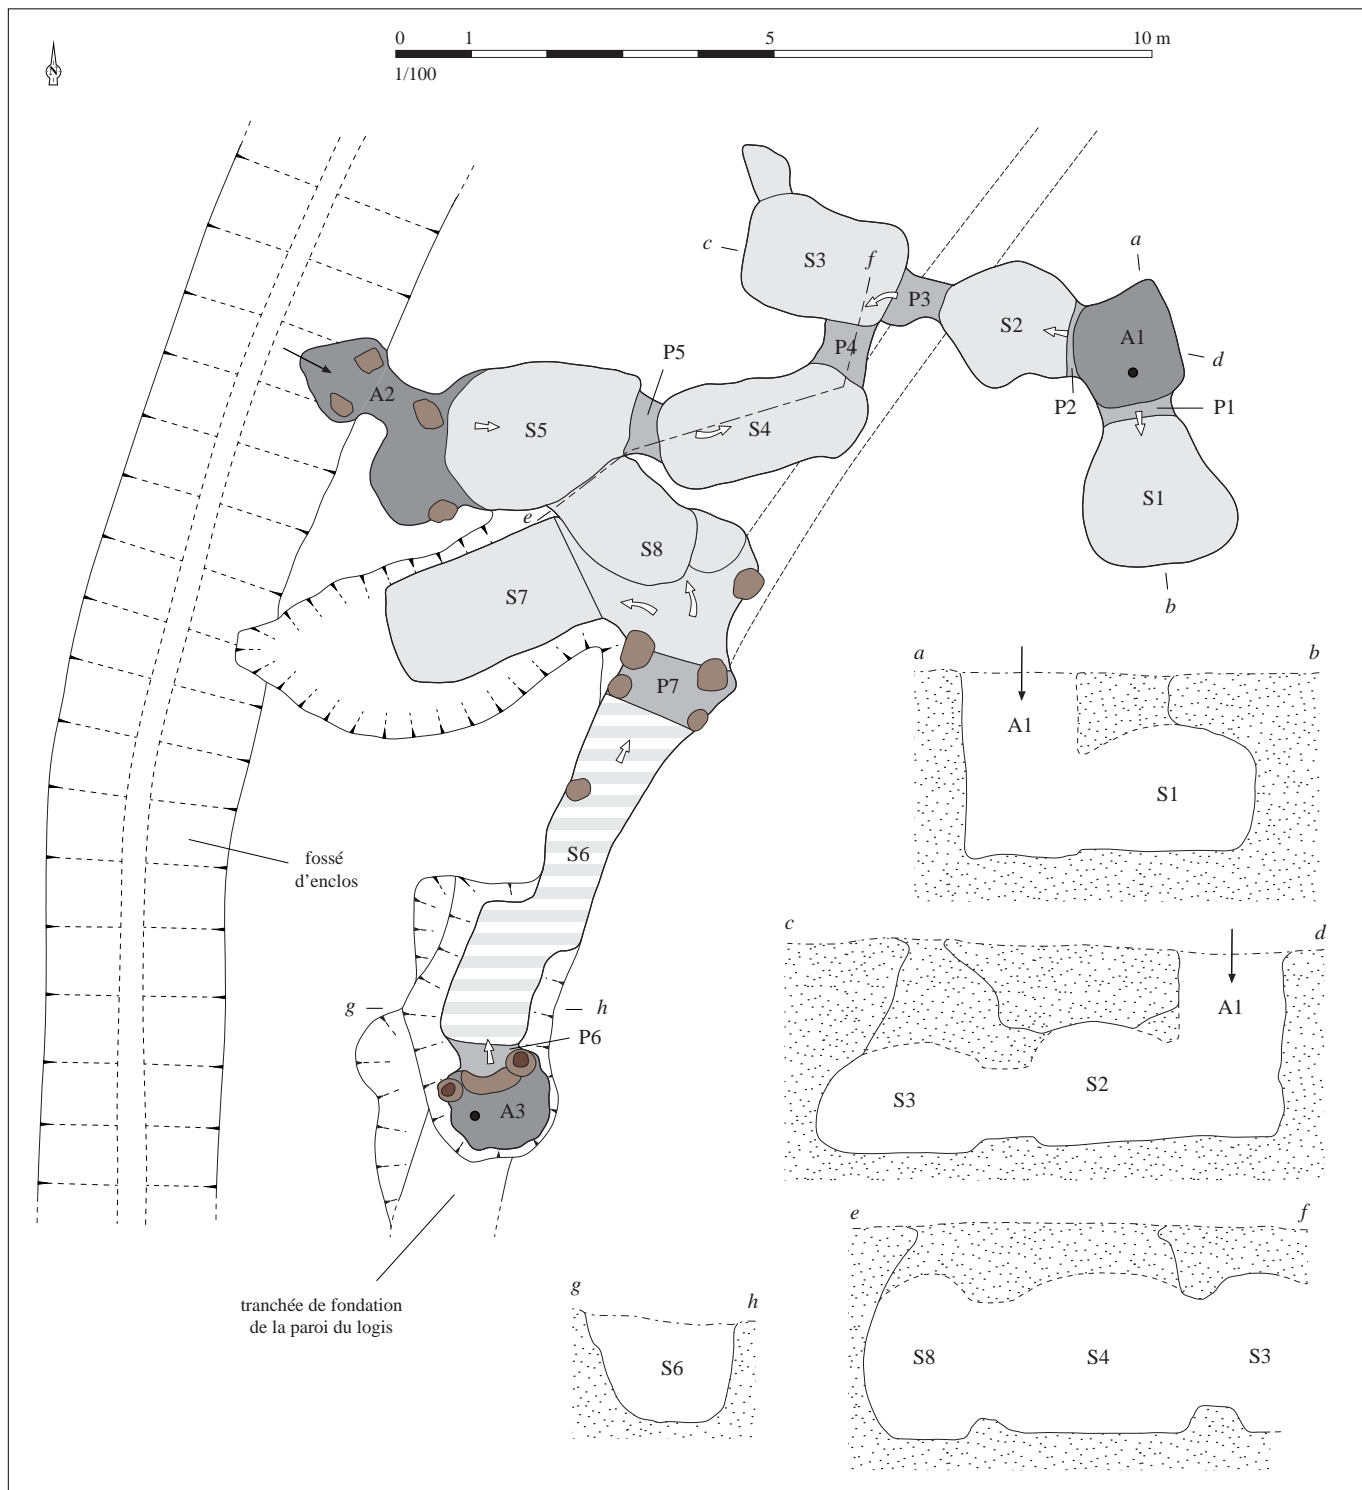 0 1 5 10 m
1/100
N
a
c
S3
f
P3
S2
A1
d
P4
P5
P2
P1
A2
S5
S4
S1
e
S8
S7
b
P7
a
b
A1
S1
S6
fossé
d’enclos
c
d
A1
g
h
P6
S3
S2
A3
e
f
tranchée de fondation
de la paroi du logis
g
h
S6
S8
S4
S3